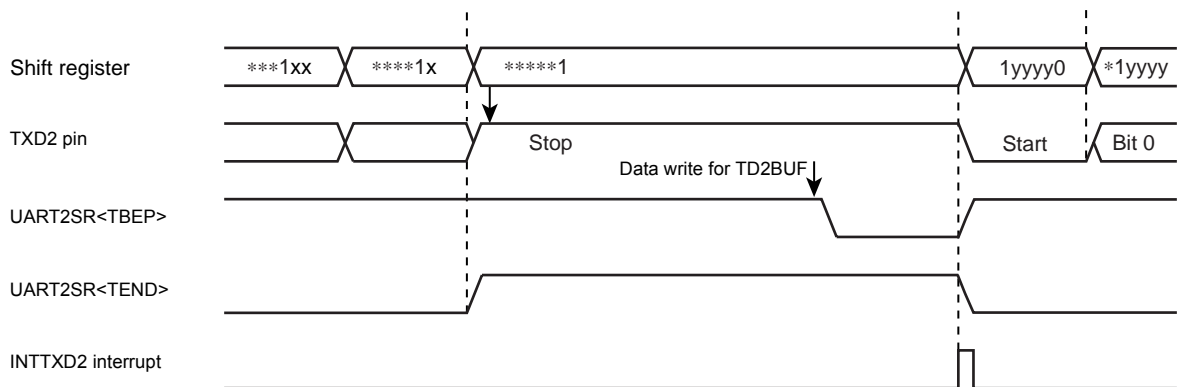 Shift register ***1xx ****1x *****1 1yyyy0 *1yyyy
TXD2 pin Stop Start Bit 0
Data write for TD2BUF
UART2SR<TBEP>
UART2SR<TEND>
INTTXD2 interrupt